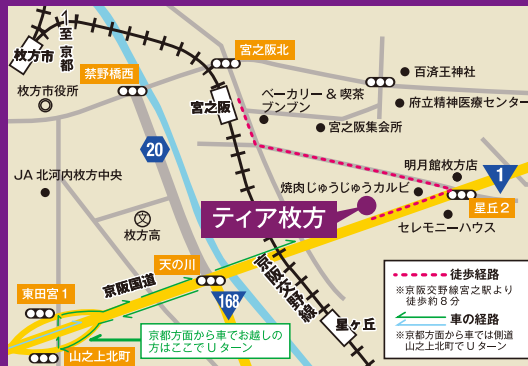 至 京都
枚方市
枚方市役所
禁野橋西
宮之阪北
宮之阪
ベーカリー & 喫茶
ブンブン
宮之阪集会所
百済王神社
府立精神医療センター
20
JA 北河内枚方中央
文
枚方高
明月館枚方店
焼肉じゅうじゅうカルビ
1
星丘2
セレモニーハウス
ティア枚方
天の川
京阪国道
168
京阪交野線
星ヶ丘
東田宮1
山之上北町
京都方面から車でお越しの
方はここで U ターン
徒歩経路
※京阪交野線宮之阪駅より
徒歩約8分
車の経路
※京都方面から車では側道
山之上北町で U ターン